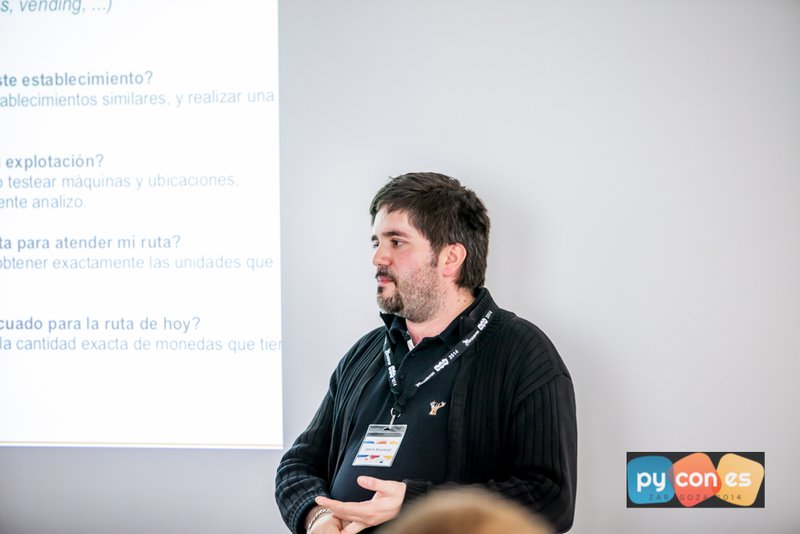 s, vending, ...)
ste establecimiento?
ablecimientos similares, y realizar una
explotación?
o testear máquinas y ubicaciones,
ente analizo.
ta para atender mi ruta?
obtener exactamente las unidades que
cuado para la ruta de hoy?
la cantidad exacta de monedas que tien
2014
py con es
ZARAGOZA 2014